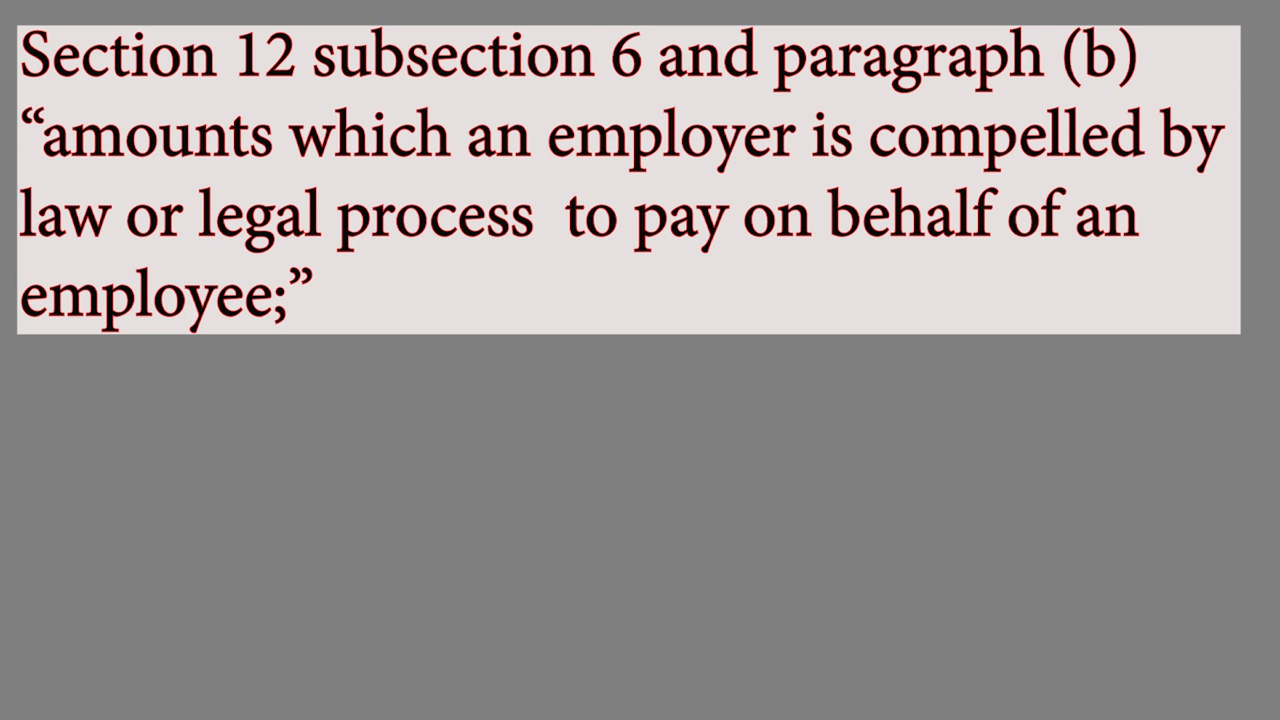 Section 12 subsection 6 and paragraph (b)
“amounts which an employer is compelled by
law or legal process  to pay on behalf of an
employee;”